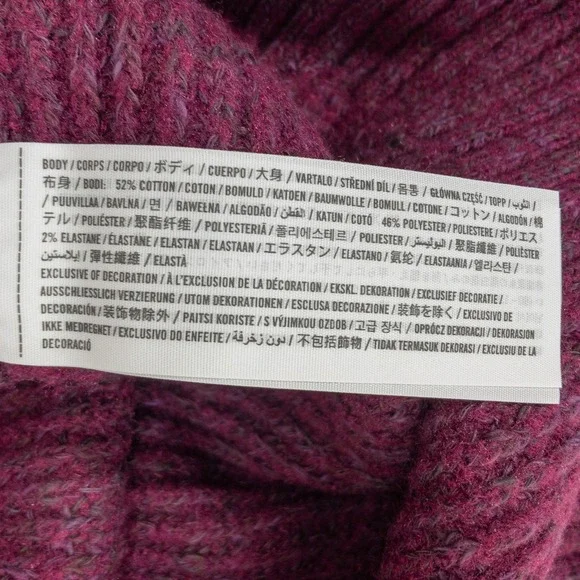 BODY / CORPS / CORPO / ボディ / CUERPO / 大身 / VARTALO / STŘEDNÍ DÍL / 몸통 / GŁÓWNA CZĘŚĆ / TOPP / الثوب /
布身 / BODI: 52% COTTON / COTON / BOMULD / KATOEN / BAUMWOLLE / BOMULL / COTONE / コットン / ALGODÓN / 棉
/ PUUVILLAA / BAVLNA / 면 / BAWEŁNA / ALGODÃO / القطن / KATUN / COTÓ 46% POLYESTER / POLIESTERE / ポリエス
テル / POLIÉSTER / 聚酯纤维 / POLYESTERIÄ / 폴리에스테르 / POLIESTER / البوليستر / 聚酯纖維 / POLIÈSTER
2% ELASTANE / ÉLASTANE / ELASTAN / ELASTAAN / エラスタン / ELASTANO / 氨纶 / ELASTAANIA / 엘라스탄 /
إيلاستين / 彈性纖維 / ELASTÀ
EXCLUSIVE OF DECORATION / À L'EXCLUSION DE LA DÉCORATION / EKSKL. DEKORATION / EXCLUSIEF DECORATIE /
AUSSCHLIESSLICH VERZIERUNG / UTOM DEKORATIONEN / ESCLUSA DECORAZIONE / 装飾を除く / EXCLUSIVO DE
DECORACIÓN / 装饰物除外 / PAITSI KORISTE / S VÝJIMKOU OZDOB / 고급 장식 / OPRÓCZ DEKORACJI / DEKORASJON
IKKE MEDREGNET / EXCLUSIVO DO ENFEITE / دون زخرفة / 不包括飾物 / TIDAK TERMASUK DEKORASI / EXCLUSIU DE LA
DECORACIÓ